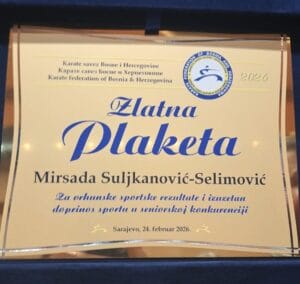 Karate savez Bosne i Hercegovine
Карате савез Босне и Херцеговине
Karate federation of Bosnia & Herzegovina
2026
Zlatna
Plaketa
Mirsada Suljkanović-Selimović
Za vrhunske sportske rezultate i izuzetan
doprinos sportu u seniorskoj konkurenciji
Sarajevo, 24. februar 2026.